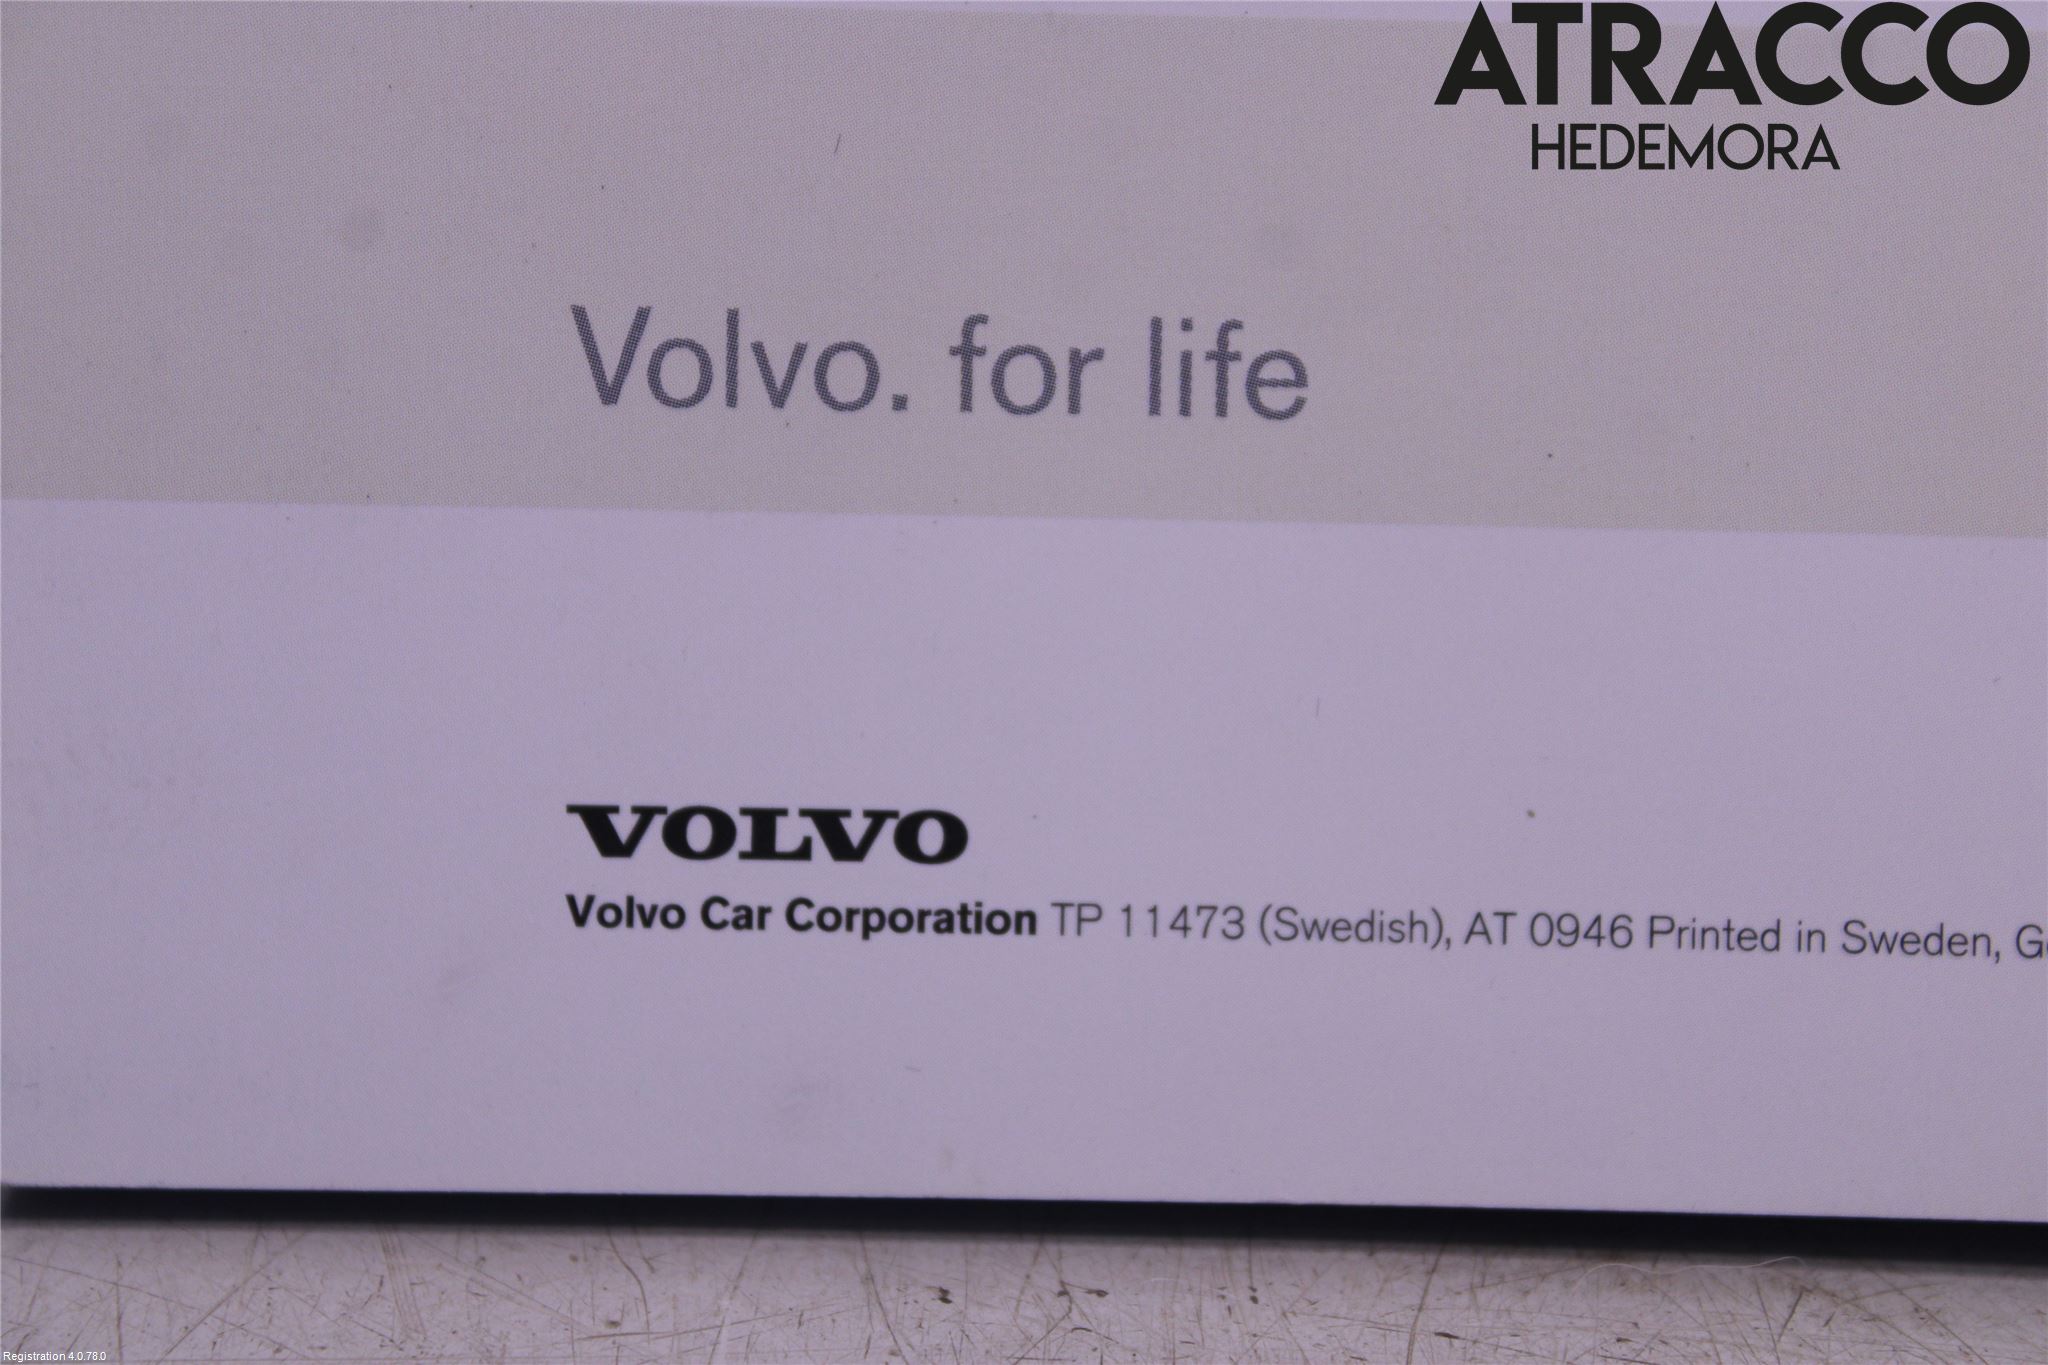 ATRACCO
HEDEMORA
Volvo. for life
VOLVO
Volvo Car Corporation TP 11473 (Swedish), AT 0946 Printed in Sweden,
Registration 4.0.78.0